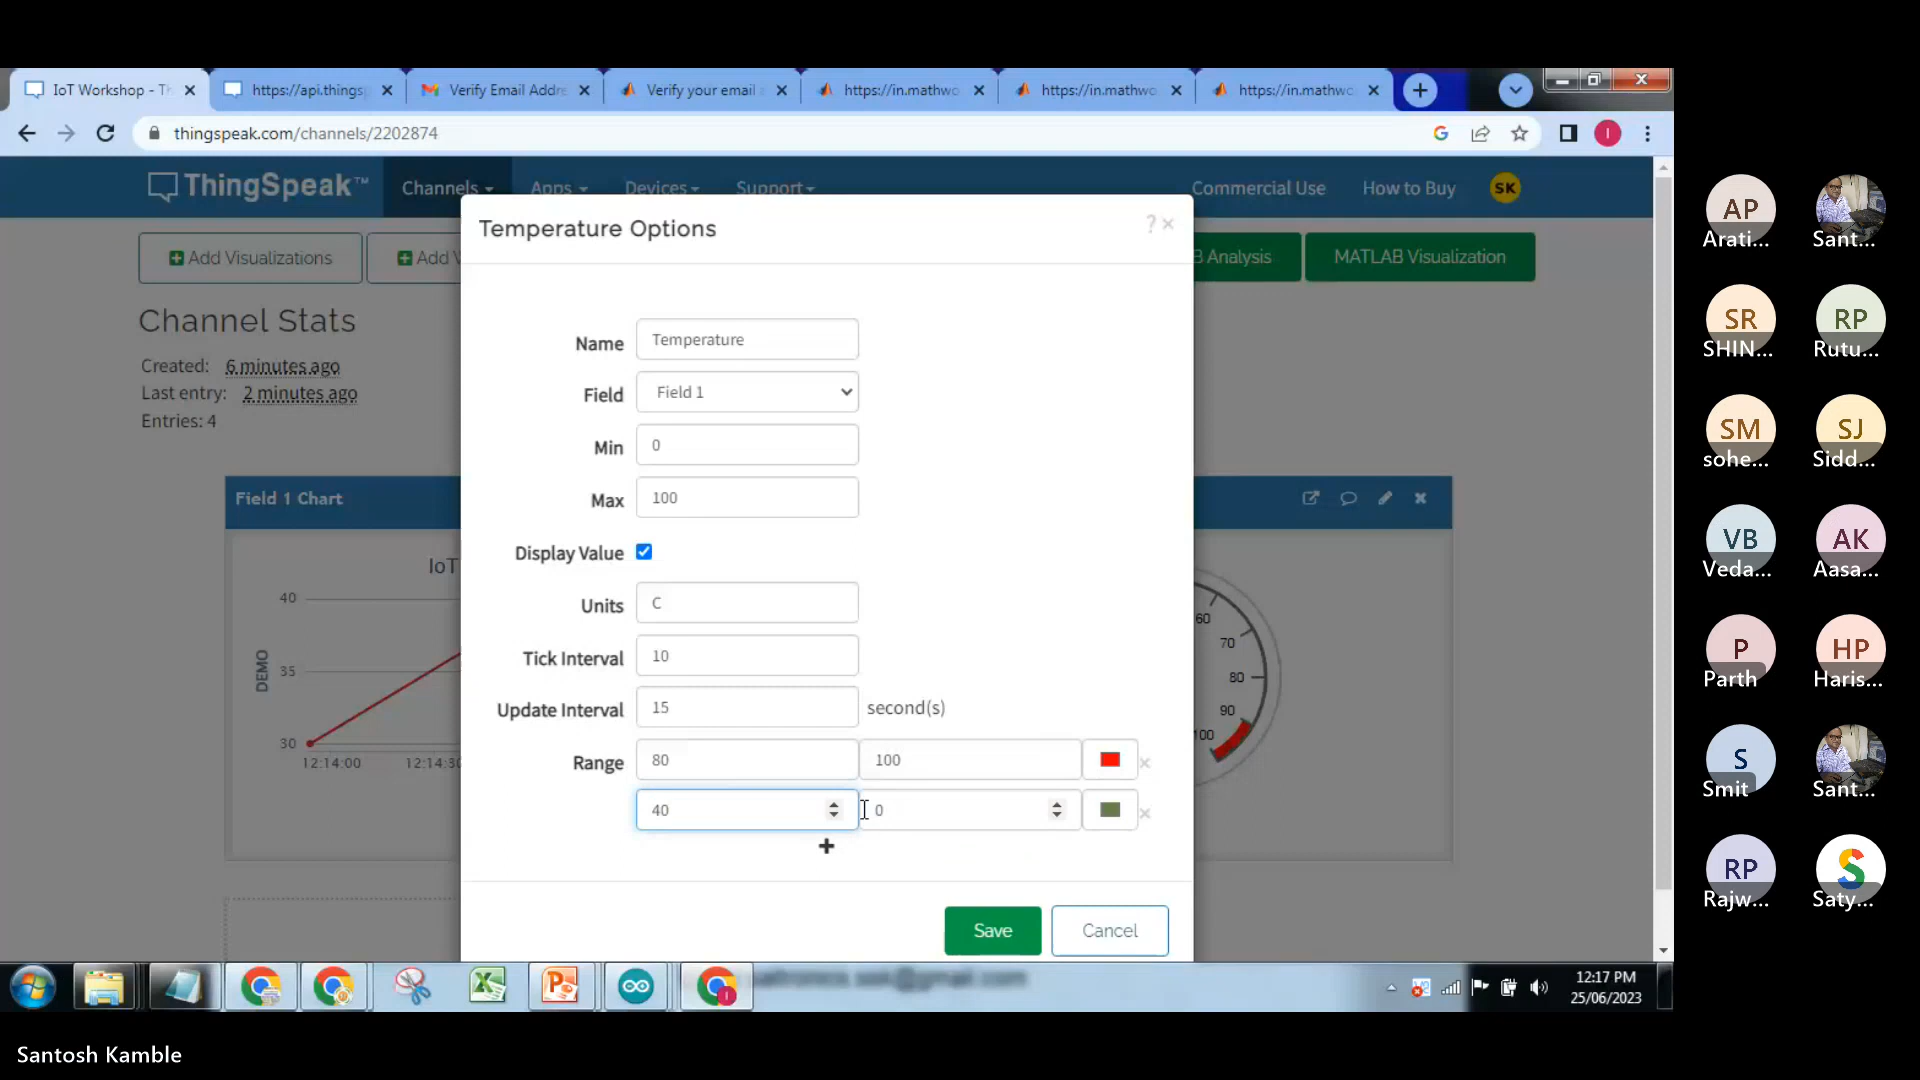 IoT Workshop - Th
https://api.things
Verify Email Addre
Verify your email a
https://in.mathwo
https://in.mathwo
https://in.mathwo
thingspeak.com/channels/2202874
I
ThingSpeak™
Channels
Apps
Devices
Support
Commercial Use
How to Buy
SK
Add Visualizations
Add
B Analysis
MATLAB Visualization
Channel Stats
Created: 6 minutes ago
Last entry: 2 minutes ago
Entries: 4
Field 1 Chart
IoT
DEMO
40
35
30
12:14:00
12:14:30
Temperature Options
?
Name
Temperature
Field
Field 1
Min
0
Max
100
Display Value
Units
C
Tick Interval
10
Update Interval
15
second(s)
Range
80
100
40
0
Save
Cancel
60
70
80
90
100
12:17 PM
25/06/2023
AP
Arati...
Sant...
SR
SHIN...
RP
Rutu...
SM
sohe...
SJ
Sidd...
VB
Veda...
AK
Aasa...
P
Parth
HP
Haris...
S
Smit
Sant...
RP
Rajw...
Saty...
Santosh Kamble